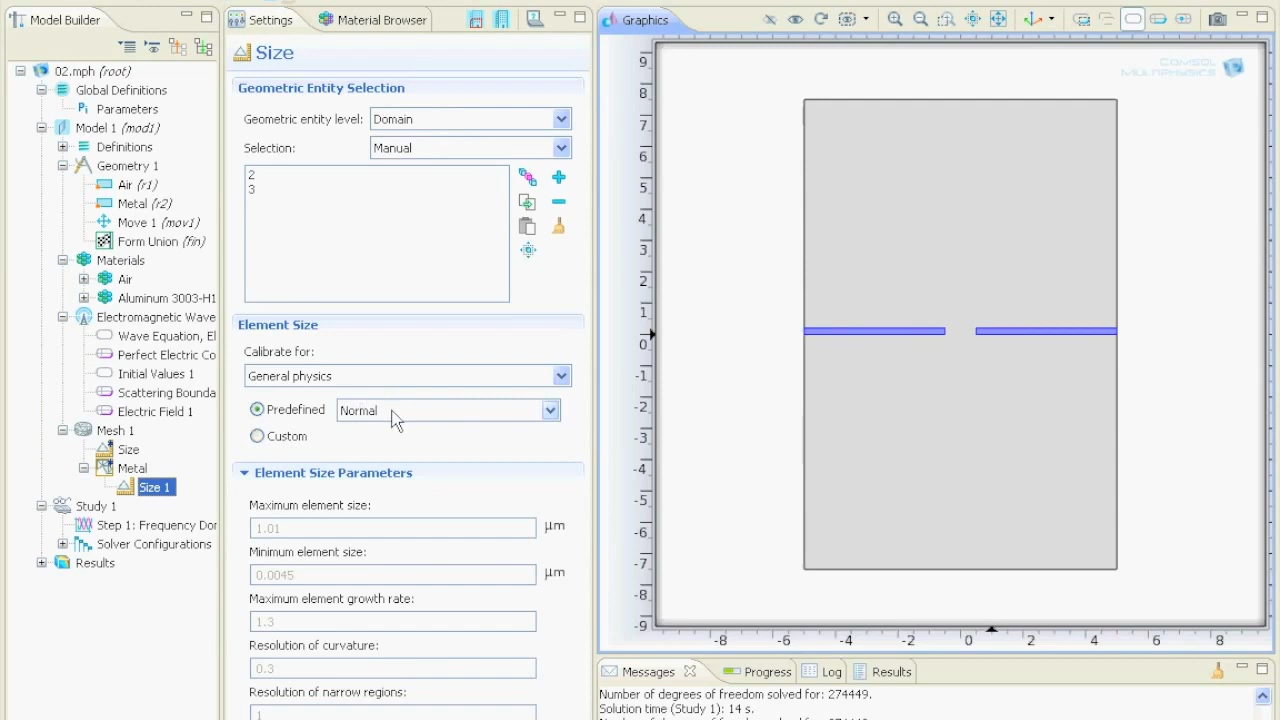 Model Builder
02.mph (root)
Global Definitions
Parameters
Model 1 (mod1)
Definitions
Geometry 1
Air (r1)
Metal (r2)
Move 1 (mov1)
Form Union (fin)
Materials
Air
Aluminum 3003-H1
Electromagnetic Wave
Wave Equation, El
Perfect Electric Co
Initial Values 1
Scattering Bounda
Electric Field 1
Mesh 1
Size
Metal
Size 1
Study 1
Step 1: Frequency Dor
Solver Configurations
Results
Settings
Material Browser
Size
Geometric Entity Selection
Geometric entity level: Domain
Selection: Manual
2
3
Element Size
Calibrate for:
General physics
Predefined Normal
Custom
Element Size Parameters
Maximum element size:
1.01 µm
Minimum element size:
0.0045 µm
Maximum element growth rate:
1.3
Resolution of curvature:
0.3
Resolution of narrow regions:
1
Graphics
COMSOL
MULTIPHYSICS
9
8
7
6
5
4
3
2
1
0
-1
-2
-3
-4
-5
-6
-7
-8
-9
-8 -6 -4 -2 0 2 4 6 8
Messages Progress Log Results
Number of degrees of freedom solved for: 274449.
Solution time (Study 1): 14 s.